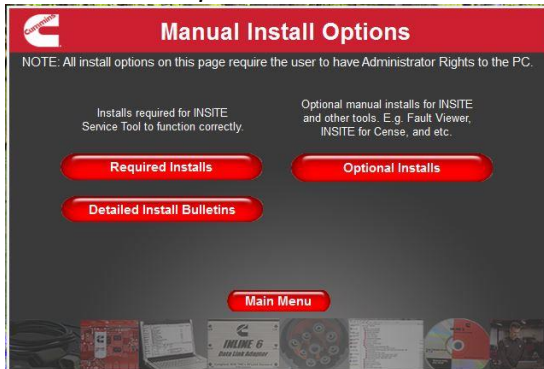 Cummins
Manual Install Options
NOTE: All install options on this page require the user to have Administrator Rights to the PC.
Installs required for INSITE
Service Tool to function correctly.
Required Installs
Detailed Install Bulletins
Optional manual installs for INSITE
and other tools. E.g. Fault Viewer,
INSITE for Cense, and etc.
Optional Installs
Main Menu
INLINE 6
Data Link Adapter